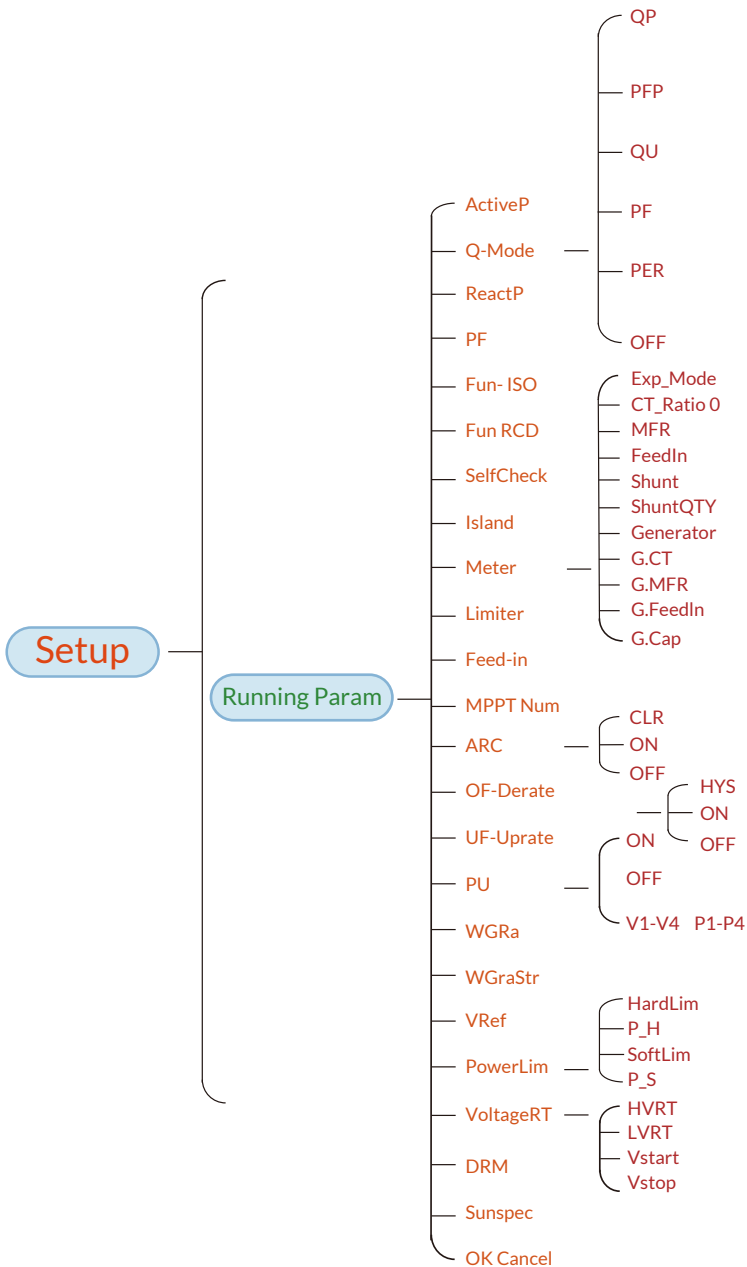 Setup
Running Param
ActiveP
Q-Mode
QP
PFP
QU
PF
PER
OFF
ReactP
PF
Fun- ISO
Fun RCD
SelfCheck
Island
Meter
Exp_Mode
CT_Ratio 0
MFR
FeedIn
Shunt
ShuntQTY
Generator
G.CT
G.MFR
G.FeedIn
G.Cap
Limiter
Feed-in
MPPT Num
ARC
CLR
ON
OFF
OF-Derate
HYS
ON
OFF
UF-Uprate
PU
ON
OFF
V1-V4 P1-P4
WGRa
WGraStr
VRef
PowerLim
HardLim
P_H
SoftLim
P_S
VoltageRT
HVRT
LVRT
Vstart
Vstop
DRM
Sunspec
OK Cancel